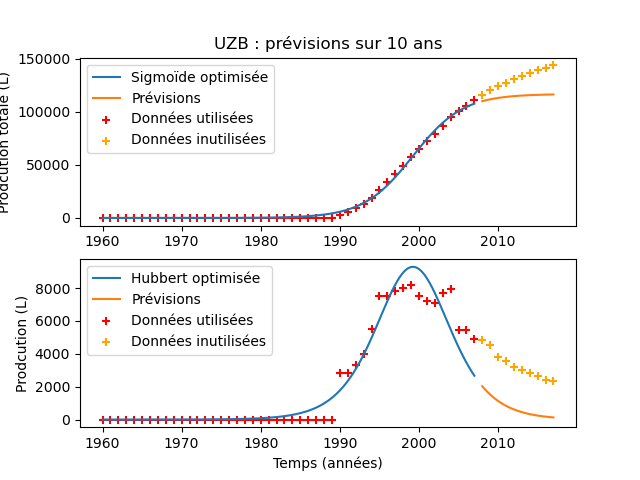 UZB : prévisions sur 10 ans
150000
100000
50000
0
Prodcution totale (L)
Sigmoïde optimisée
Prévisions
Données utilisées
Données inutilisées
1960 1970 1980 1990 2000 2010
8000
6000
4000
2000
0
Prodcution (L)
Hubbert optimisée
Prévisions
Données utilisées
Données inutilisées
1960 1970 1980 1990 2000 2010
Temps (années)